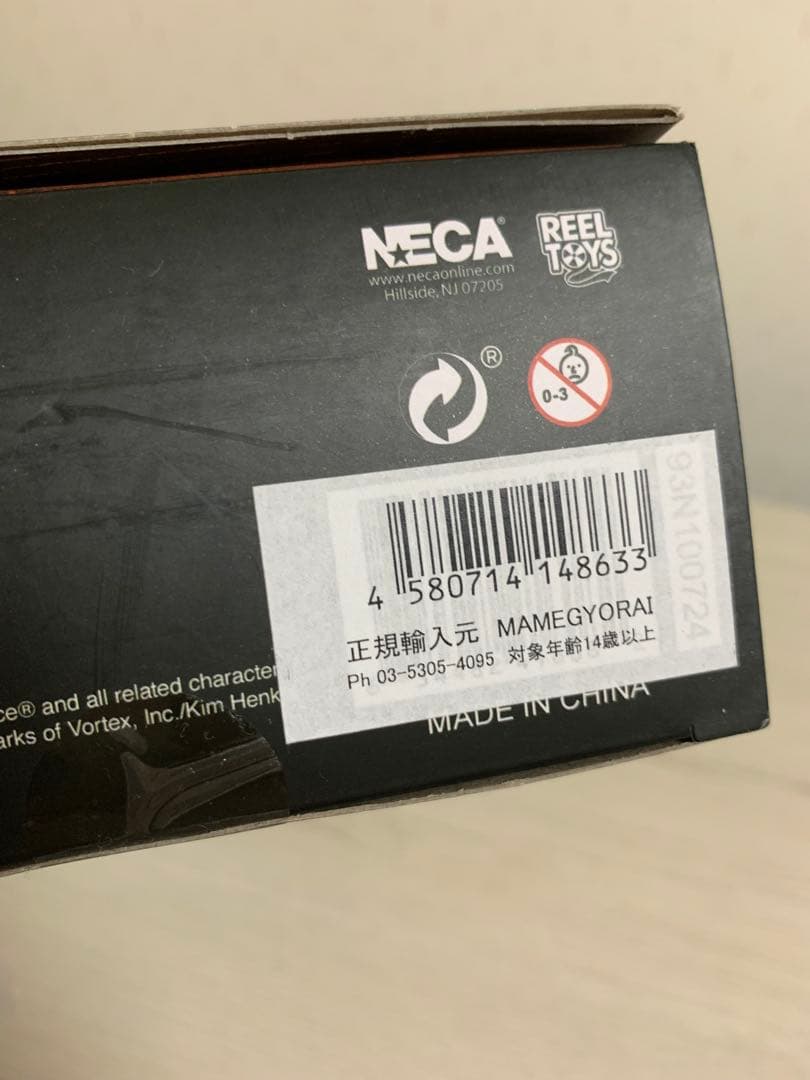 NECA®
www.necaonline.com
Hillside, NJ 07205
REEL
TOYS
®
0-3
93N100724
4 580714 148633
正規輸入元 MAMEGYORAI
Ph 03-5305-4095 対象年齢14歳以上
ce® and all related character
arks of Vortex, Inc./Kim Henk
MADE IN CHINA